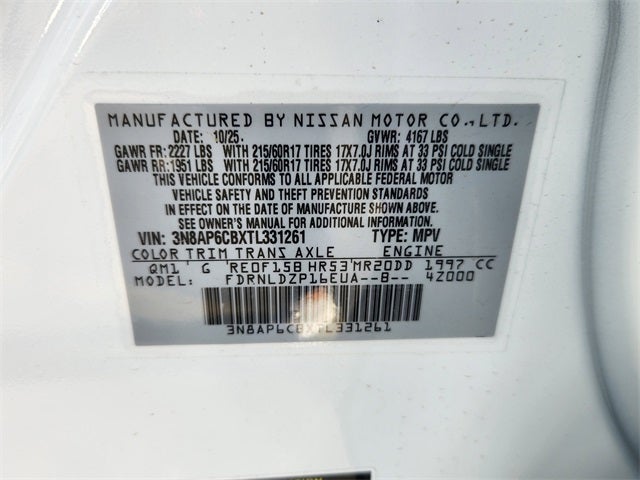 MANUFACTURED BY NISSAN MOTOR CO., LTD.
DATE: 10/25. GVWR: 4167 LBS
GAWR FR: 2227 LBS WITH 215/60R17 TIRES 17X7.0J RIMS AT 33 PSI COLD SINGLE
GAWR RR: 1951 LBS WITH 215/60R17 TIRES 17X7.0J RIMS AT 33 PSI COLD SINGLE
THIS VEHICLE CONFORMS TO ALL APPLICABLE FEDERAL MOTOR
VEHICLE SAFETY AND THEFT PREVENTION STANDARDS
IN EFFECT ON THE DATE OF MANUFACTURE SHOWN ABOVE.
SEE OWNER'S MANUAL FOR ADDITIONAL INFORMATION.
VIN: 3N8AP6CBXTL331261 TYPE: MPV
COLOR TRIM TRANS AXLE ENGINE
QM1 G RE0F15B HR53 MR20DD 1997 CC
MODEL: FDRNLDZP16EUA--B-- 4Z000
3N8AP6CBXTL331261